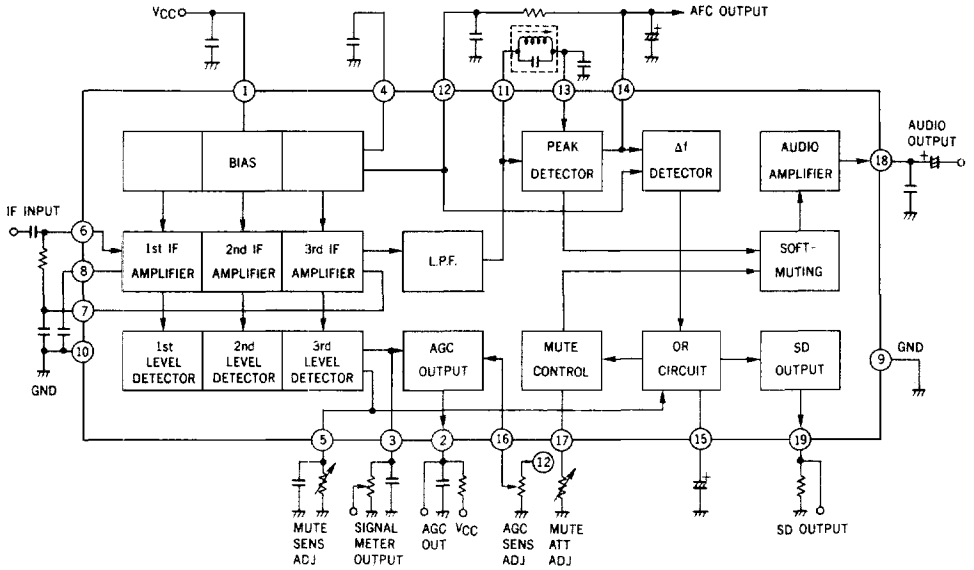 VCC
AFC OUTPUT
1
4
12
11
13
14
BIAS
PEAK
DETECTOR
Δf
DETECTOR
AUDIO
AMPLIFIER
18
AUDIO
OUTPUT
+
+
IF INPUT
6
8
7
10
GND
1st IF
AMPLIFIER
2nd IF
AMPLIFIER
3rd IF
AMPLIFIER
L.P.F.
SOFT-
MUTING
1st
LEVEL
DETECTOR
2nd
LEVEL
DETECTOR
3rd
LEVEL
DETECTOR
AGC
OUTPUT
MUTE
CONTROL
OR
CIRCUIT
SD
OUTPUT
9
GND
5
3
2
16
17
15
19
12
+
MUTE
SENS
ADJ
SIGNAL
METER
OUTPUT
AGC
OUT
VCC
AGC
SENS
ADJ
MUTE
ATT
ADJ
SD OUTPUT